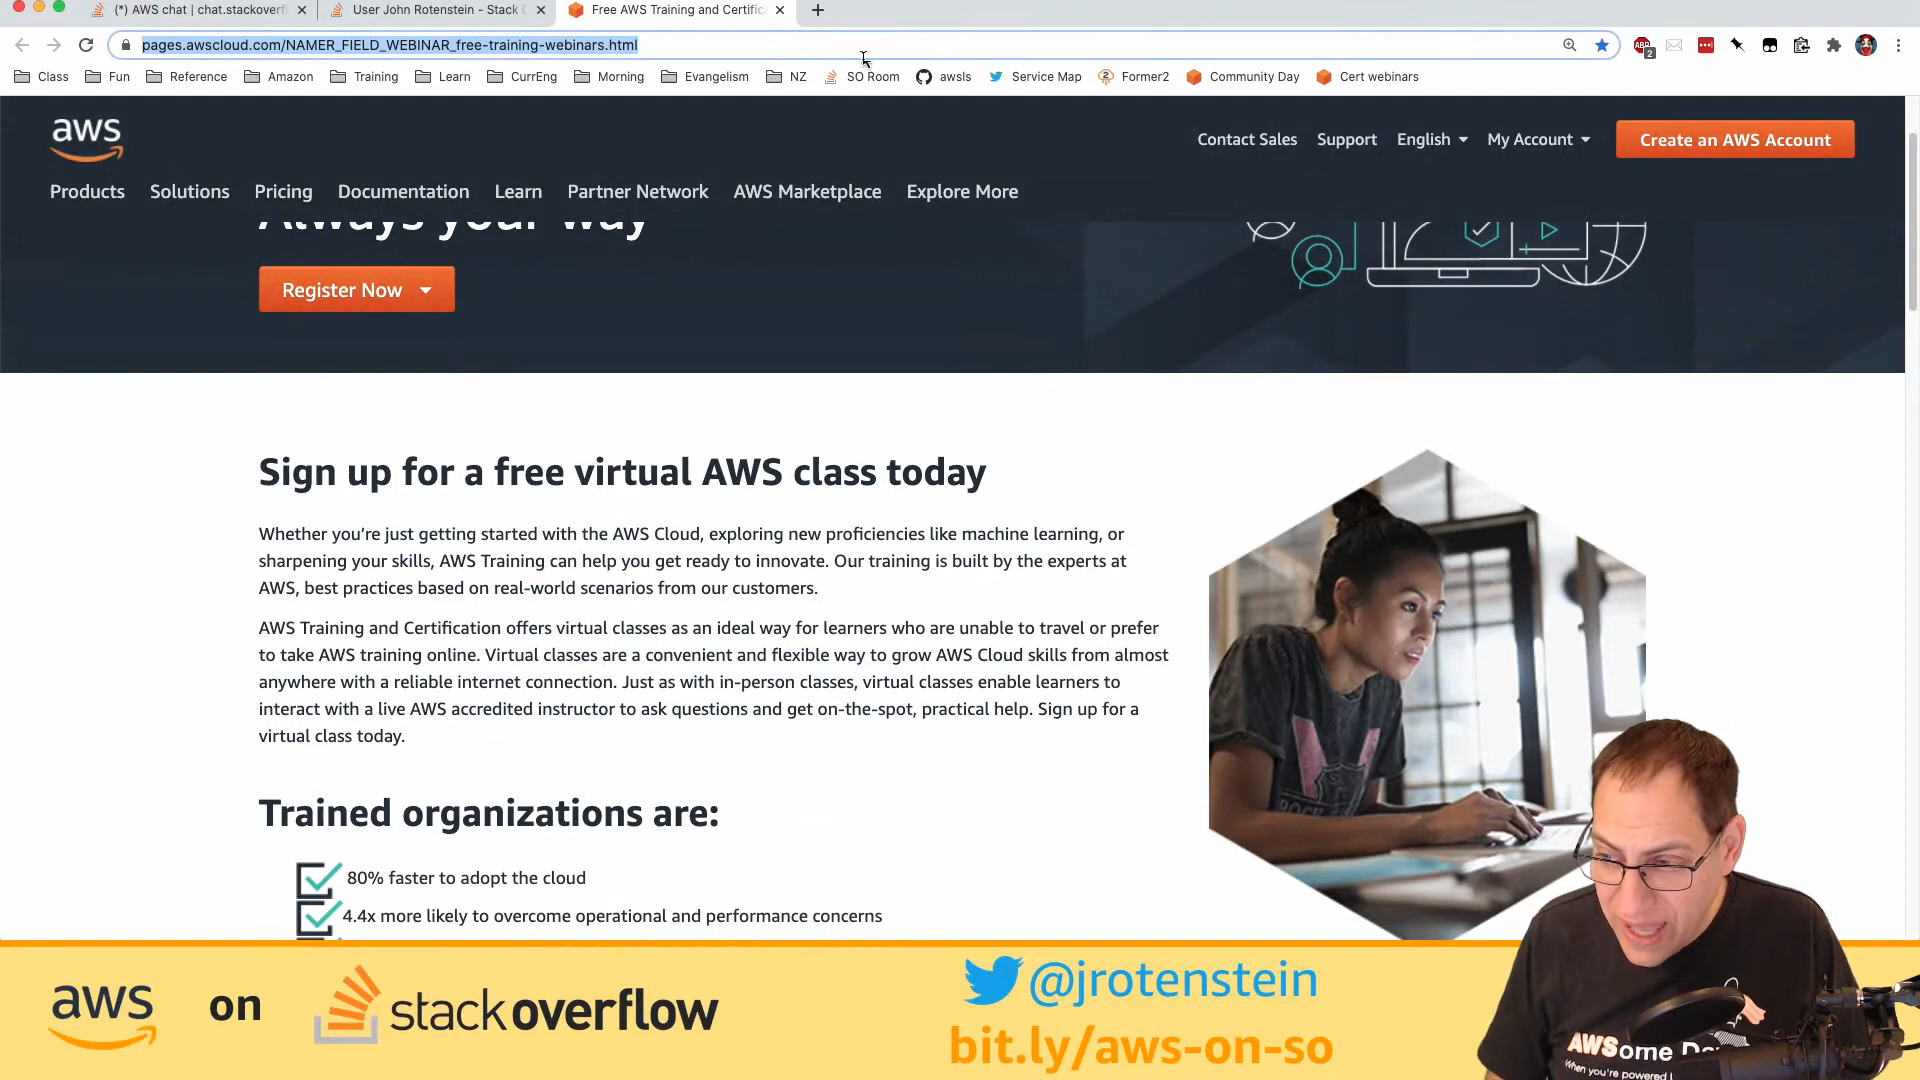 (*) AWS chat | chat.stackoverfl
User John Rotenstein - Stack O
Free AWS Training and Certifica
pages.awscloud.com/NAMER_FIELD_WEBINAR_free-training-webinars.html
ABP
2
Class
Fun
Reference
Amazon
Training
Learn
CurrEng
Morning
Evangelism
NZ
SO Room
awsls
Service Map
Former2
Community Day
Cert webinars
aws
Contact Sales
Support
English
My Account
Create an AWS Account
Products
Solutions
Pricing
Documentation
Learn
Partner Network
AWS Marketplace
Explore More
Always your way
Register Now
Sign up for a free virtual AWS class today
Whether you’re just getting started with the AWS Cloud, exploring new proficiencies like machine learning, or
sharpening your skills, AWS Training can help you get ready to innovate. Our training is built by the experts at
AWS, best practices based on real-world scenarios from our customers.
AWS Training and Certification offers virtual classes as an ideal way for learners who are unable to travel or prefer
to take AWS training online. Virtual classes are a convenient and flexible way to grow AWS Cloud skills from almost
anywhere with a reliable internet connection. Just as with in-person classes, virtual classes enable learners to
interact with a live AWS accredited instructor to ask questions and get on-the-spot, practical help. Sign up for a
virtual class today.
Trained organizations are:
80% faster to adopt the cloud
4.4x more likely to overcome operational and performance concerns
aws on stackoverflow
@jrotenstein
bit.ly/aws-on-so
AWSome Da
When you're powered